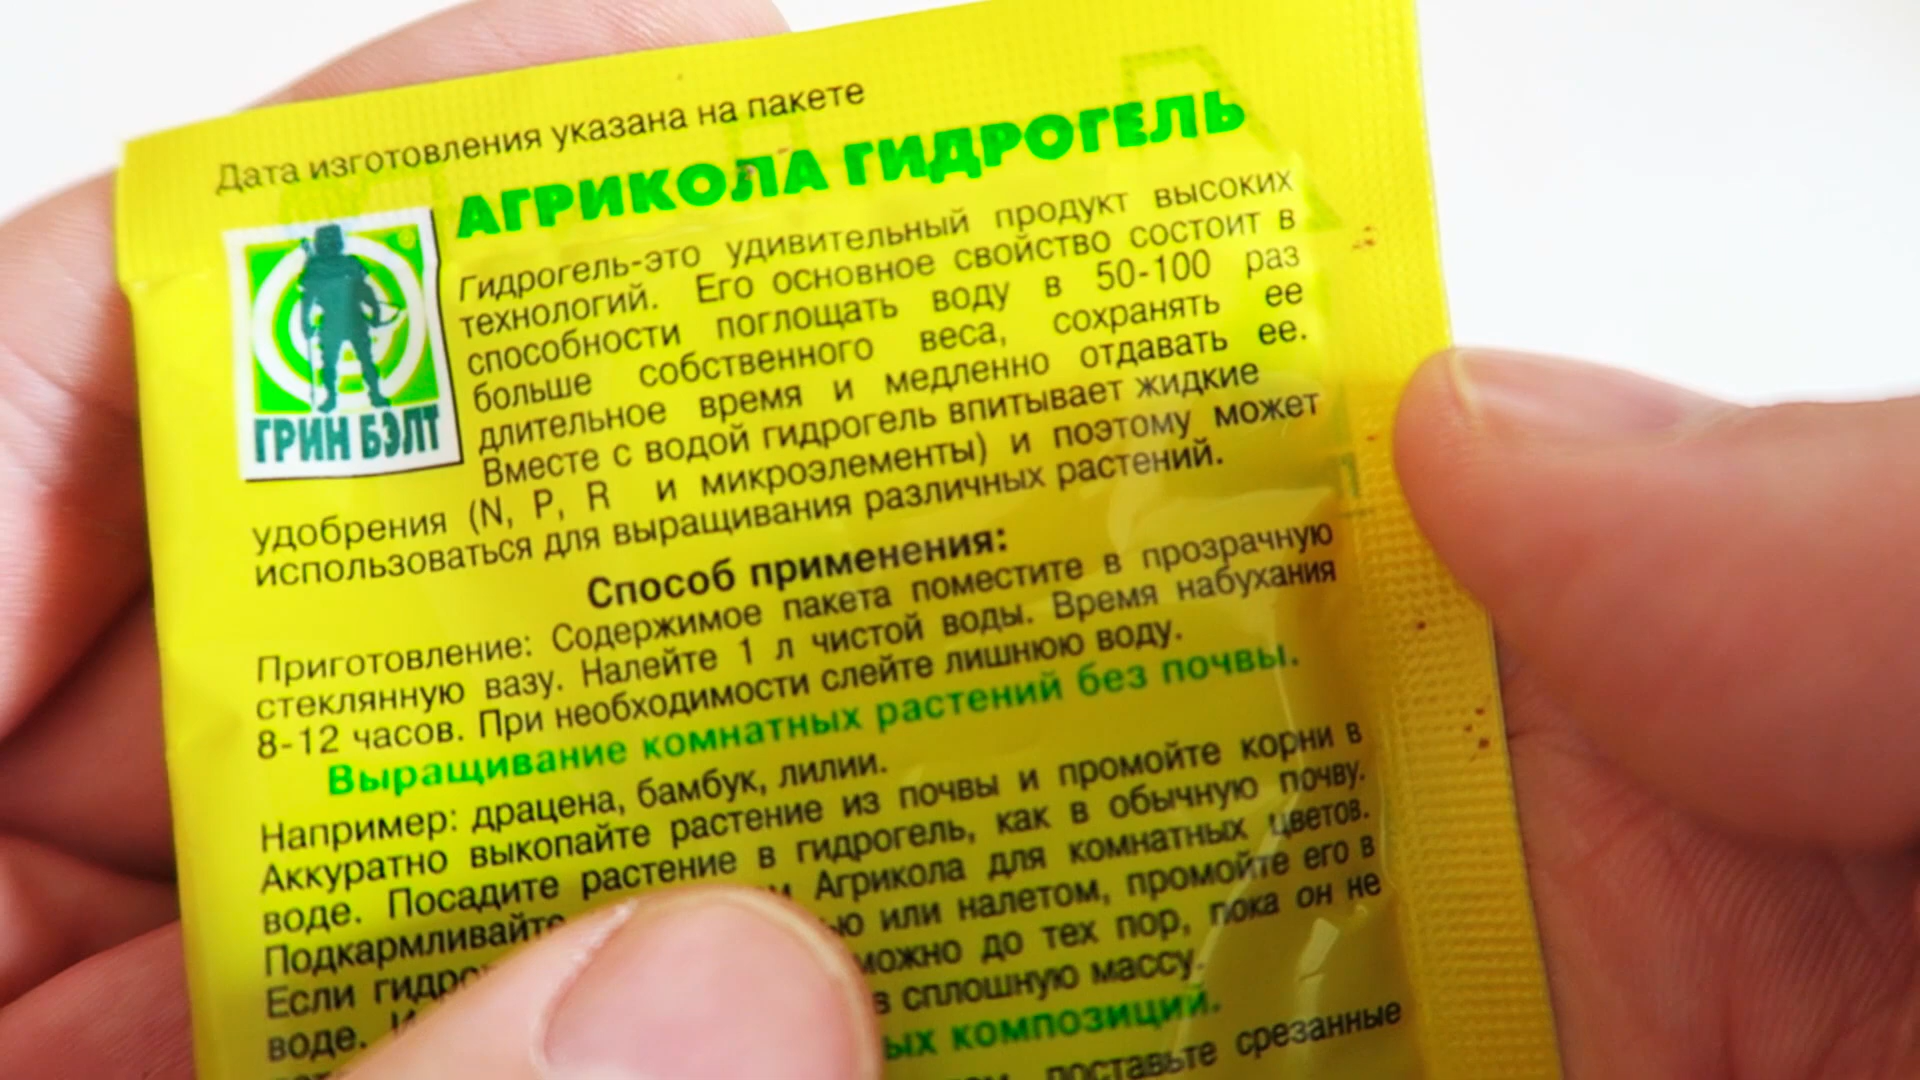 Дата изготовления указана на пакете
АГРИКОЛА ГИДРОГЕЛЬ
ГРИН БЭЛТ
Гидрогель-это удивительный продукт высоких
технологий. Его основное свойство состоит в
способности поглощать воду в 50-100 раз
больше собственного веса, сохранять ее
длительное время и медленно отдавать ее.
Вместе с водой гидрогель впитывает жидкие
удобрения (N, P, R и микроэлементы) и поэтому может
использоваться для выращивания различных растений.
Способ применения:
Приготовление: Содержимое пакета поместите в прозрачную
стеклянную вазу. Налейте 1 л чистой воды. Время набухания
8-12 часов. При необходимости слейте лишнюю воду.
Выращивание комнатных растений без почвы.
Например: драцена, бамбук, лилии.
Аккуратно выкопайте растение из почвы и промойте корни в
воде. Посадите растение в гидрогель, как в обычную почву.
Подкармливайте Агрикола для комнатных цветов.
Если или налетом, промойте его в
воде. можно до тех пор, пока он не
в сплошную массу.
композиций.
поставьте срезанные